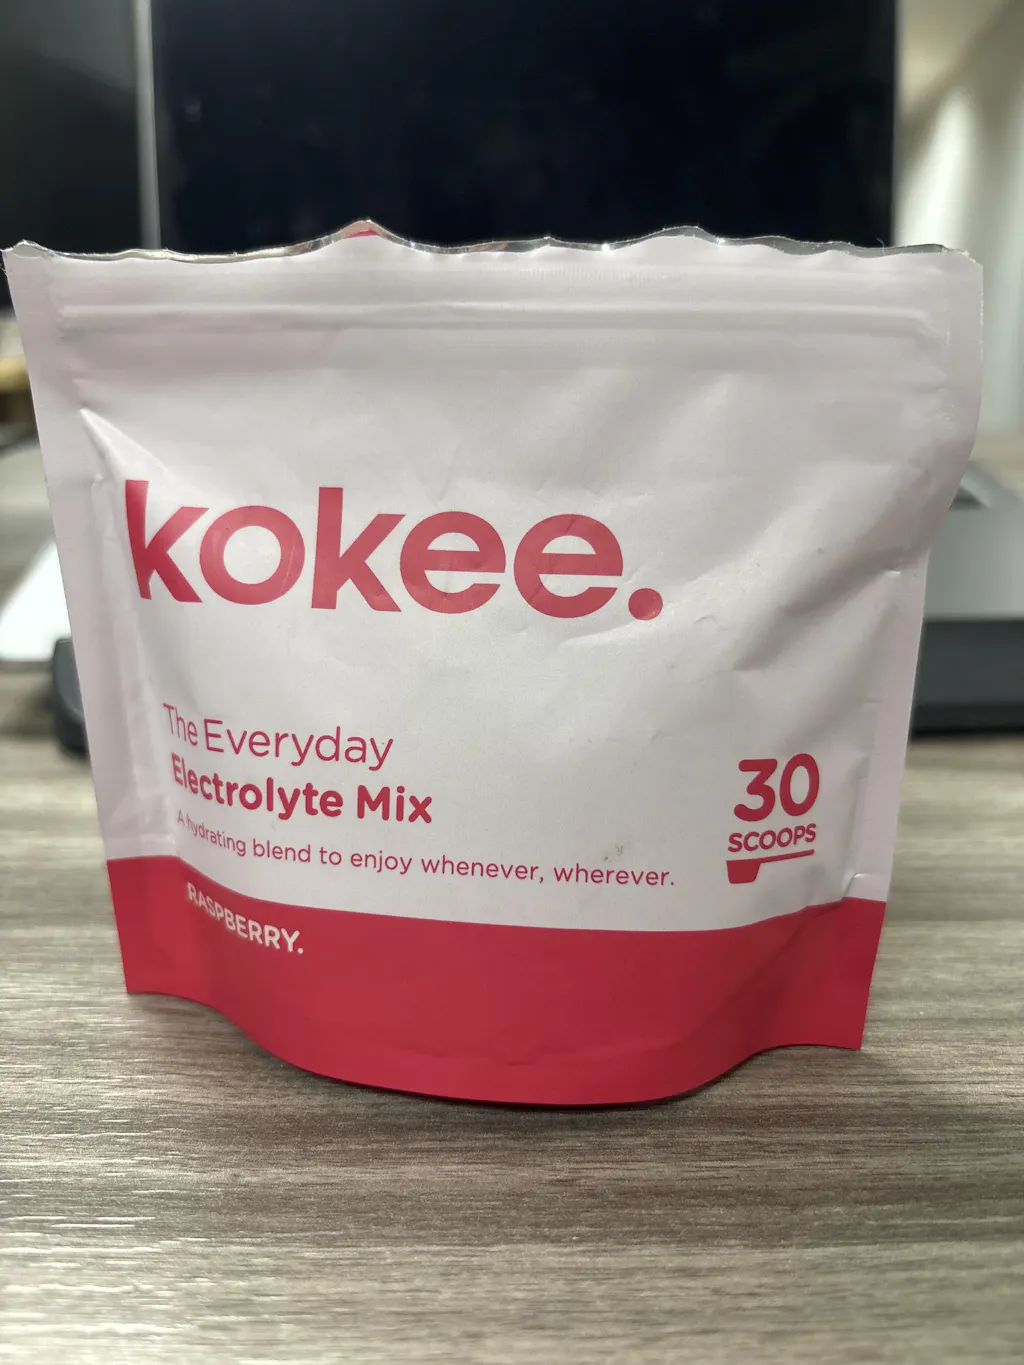 kokee.
The Everyday
Electrolyte Mix
A hydrating blend to enjoy whenever, wherever.
30
SCOOPS
RASPBERRY.